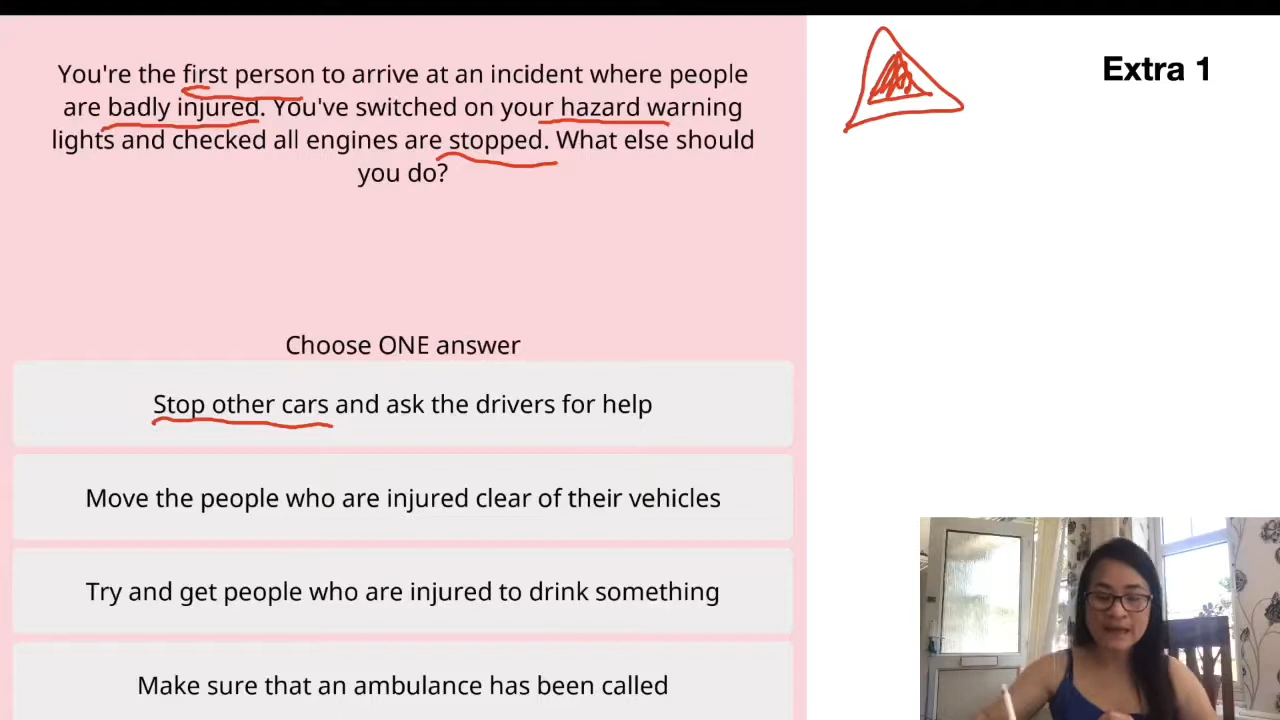 You're the first person to arrive at an incident where people
are badly injured. You've switched on your hazard warning
lights and checked all engines are stopped. What else should
you do?
Extra 1
Choose ONE answer
Stop other cars and ask the drivers for help
Move the people who are injured clear of their vehicles
Try and get people who are injured to drink something
Make sure that an ambulance has been called